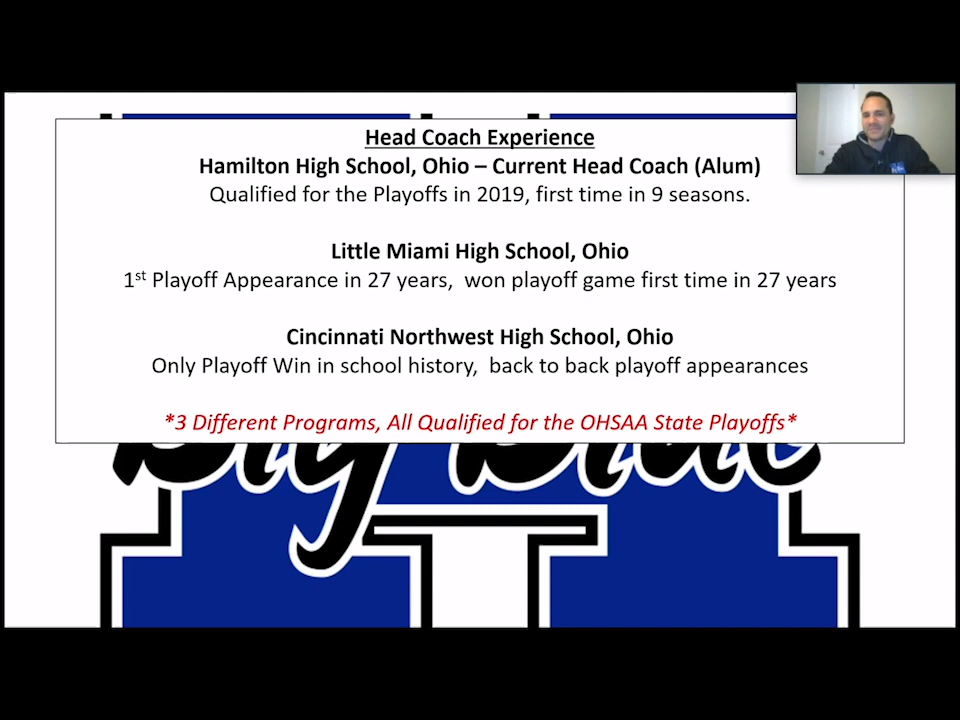 Head Coach Experience
Hamilton High School, Ohio – Current Head Coach (Alum)
Qualified for the Playoffs in 2019, first time in 9 seasons.
Little Miami High School, Ohio
1st Playoff Appearance in 27 years,  won playoff game first time in 27 years
Cincinnati Northwest High School, Ohio
Only Playoff Win in school history,  back to back playoff appearances
*3 Different Programs, All Qualified for the OHSAA State Playoffs*
Big Blue